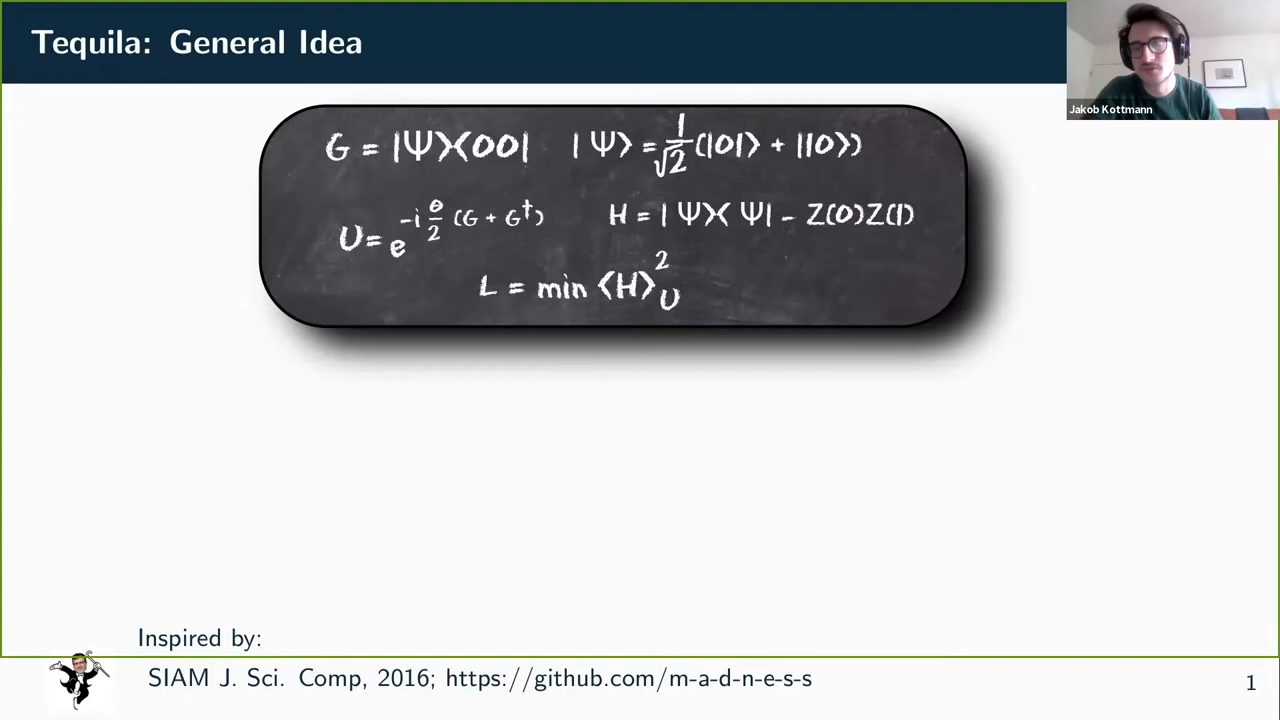 Tequila: General Idea
Jakob Kottmann
G = |Ψ⟩⟨00| |Ψ⟩ = 1/√2 (|01⟩ + |10⟩)
U = e^{-i θ/2 (G + G†)} H = |Ψ⟩⟨Ψ| - Z(0)Z(1)
L = min ⟨H⟩²_U
Inspired by:
SIAM J. Sci. Comp, 2016; https://github.com/m-a-d-n-e-s-s
1